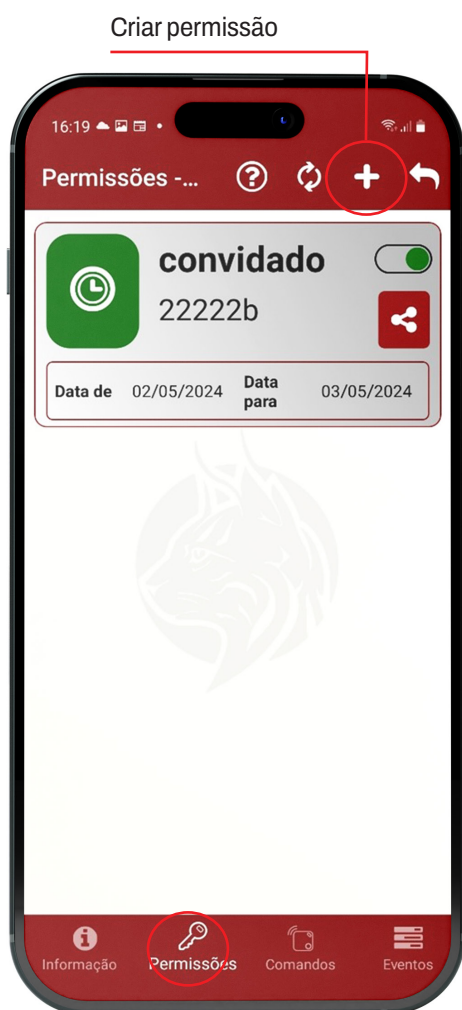 Criar permissão
16:19
Permissões -...
convidado
22222b
Data de 02/05/2024 Data para 03/05/2024
Informação Permissões Comandos Eventos